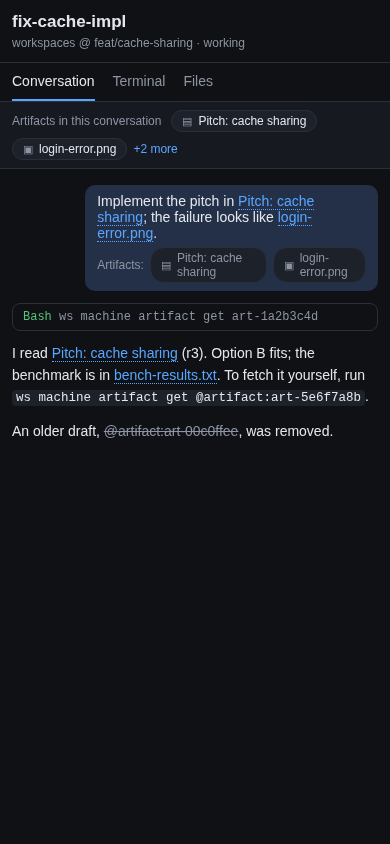 fix-cache-impl
workspaces @ feat/cache-sharing · working
Conversation Terminal Files
Artifacts in this conversation Pitch: cache sharing
login-error.png +2 more
Implement the pitch in Pitch: cache
sharing; the failure looks like login-
error.png.
Artifacts: Pitch: cache sharing login-error.png
Bash ws machine artifact get art-1a2b3c4d
I read Pitch: cache sharing (r3). Option B fits; the
benchmark is in bench-results.txt. To fetch it yourself, run
ws machine artifact get @artifact:art-5e6f7a8b.
An older draft, @artifact:art-00c0ffee, was removed.